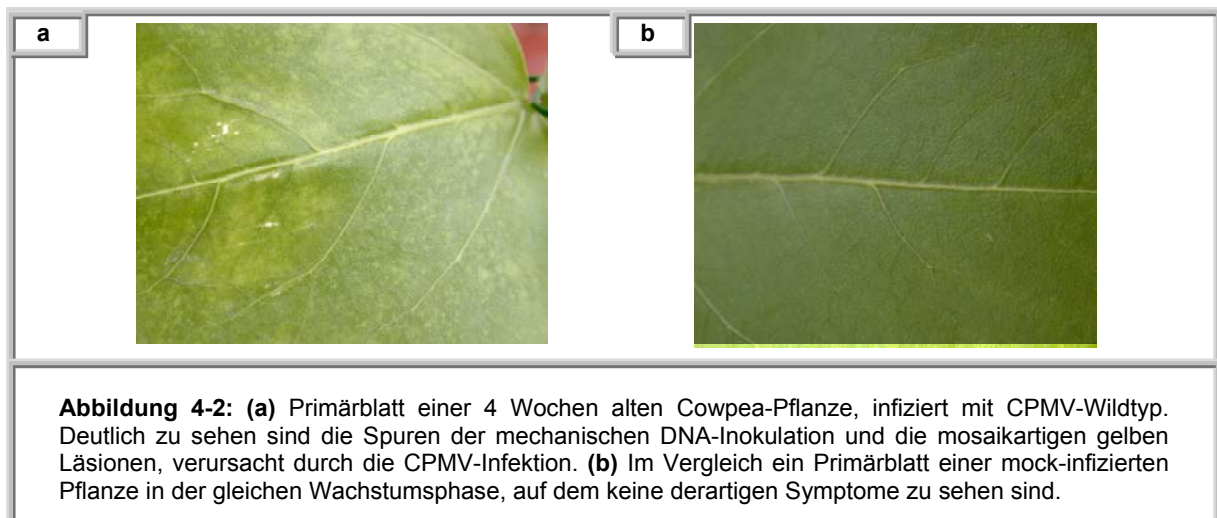 a
b
Abbildung 4-2: (a) Primärblatt einer 4 Wochen alten Cowpea-Pflanze, infiziert mit CPMV-Wildtyp.
Deutlich zu sehen sind die Spuren der mechanischen DNA-Inokulation und die mosaikartigen gelben
Läsionen, verursacht durch die CPMV-Infektion. (b) Im Vergleich ein Primärblatt einer mock-infizierten
Pflanze in der gleichen Wachstumsphase, auf dem keine derartigen Symptome zu sehen sind.